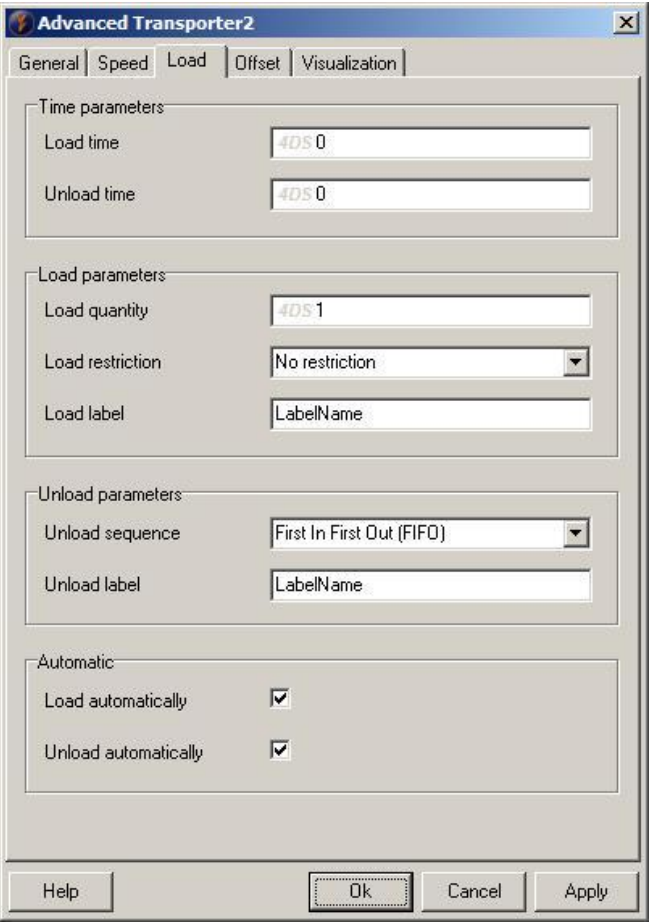 Advanced Transporter2
General Speed Load Offset Visualization
Time parameters
Load time 4DS 0
Unload time 4DS 0
Load parameters
Load quantity 4DS 1
Load restriction No restriction
Load label LabelName
Unload parameters
Unload sequence First In First Out (FIFO)
Unload label LabelName
Automatic
Load automatically
Unload automatically
Help Ok Cancel Apply